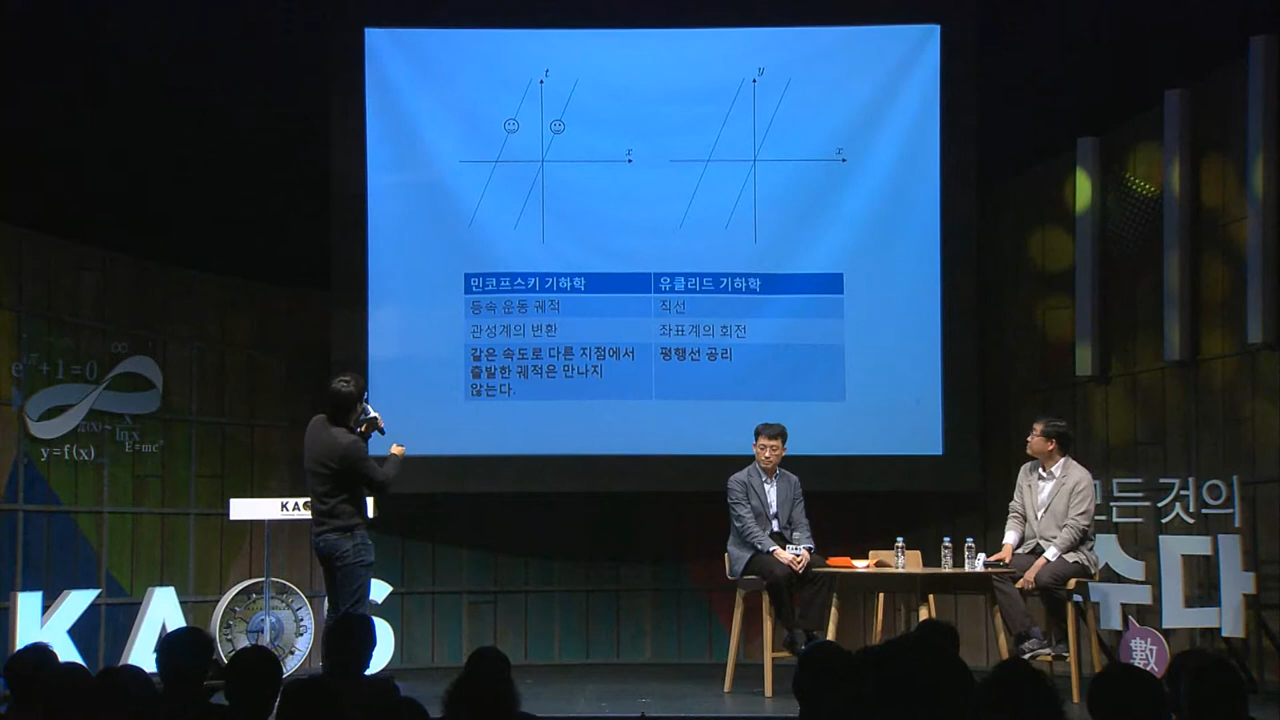 t
x
y
x
민코프스키 기하학
유클리드 기하학
등속 운동 궤적
직선
관성계의 변환
좌표계의 회전
같은 속도로 다른 지점에서
출발한 궤적은 만나지
않는다.
평행선 공리
∞
+1=0
x
lnx
E=mc²
y=f(x)
모든것의
수다
數